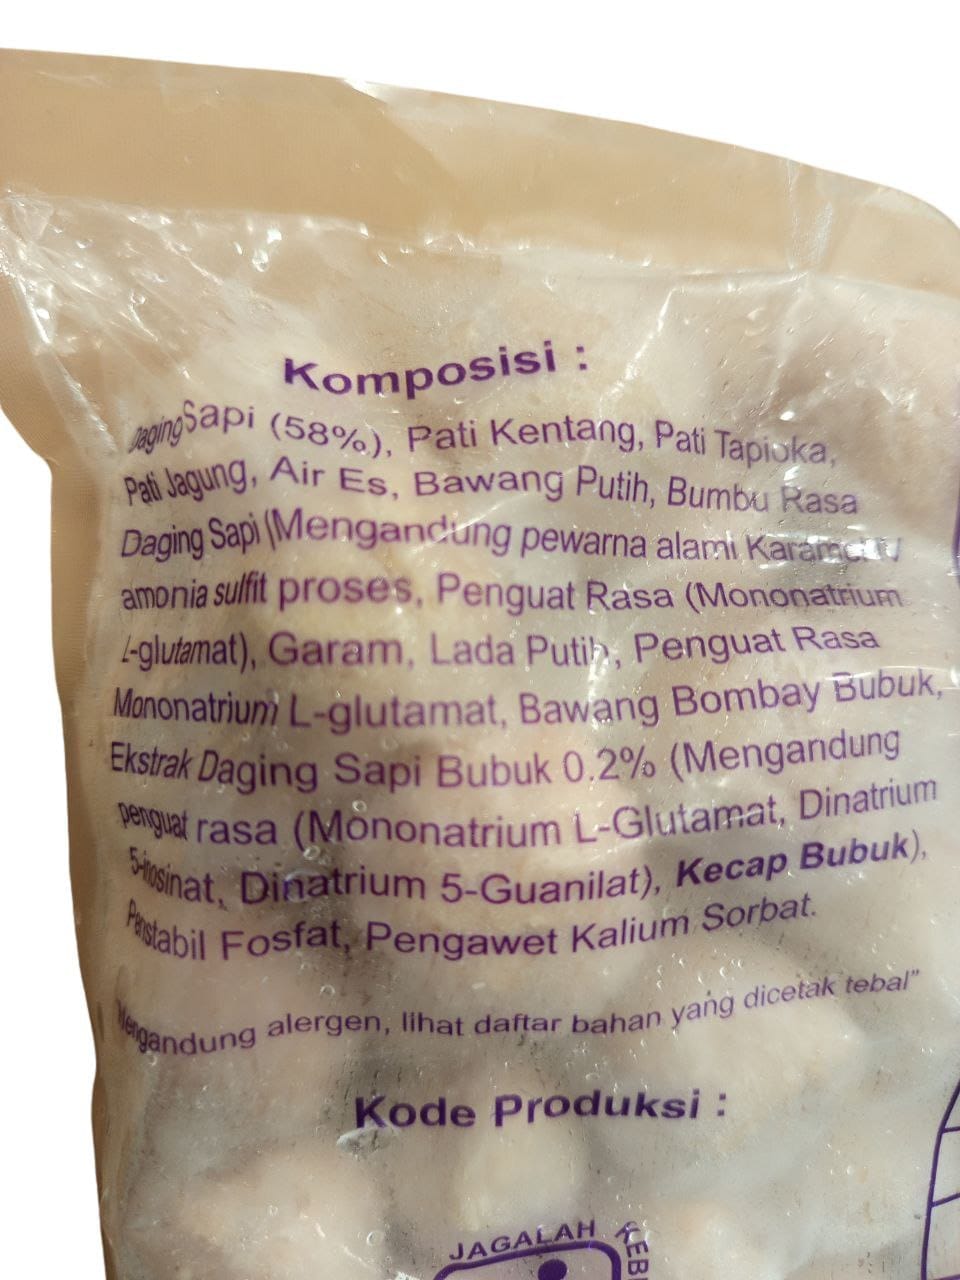 Komposisi :
Daging Sapi (58%), Pati Kentang, Pati Tapioka,
Pati Jagung, Air Es, Bawang Putih, Bumbu Rasa
Daging Sapi (Mengandung pewarna alami Karamel IV
amonia sulfit proses, Penguat Rasa (Mononatrium
L-glutamat), Garam, Lada Putih, Penguat Rasa
Mononatrium L-glutamat, Bawang Bombay Bubuk,
Ekstrak Daging Sapi Bubuk 0.2% (Mengandung
penguat rasa (Mononatrium L-Glutamat, Dinatrium
5-inosinat, Dinatrium 5-Guanilat), Kecap Bubuk),
Penstabil Fosfat, Pengawet Kalium Sorbat.
"Mengandung alergen, lihat daftar bahan yang dicetak tebal"
Kode Produksi :
JAGALAH